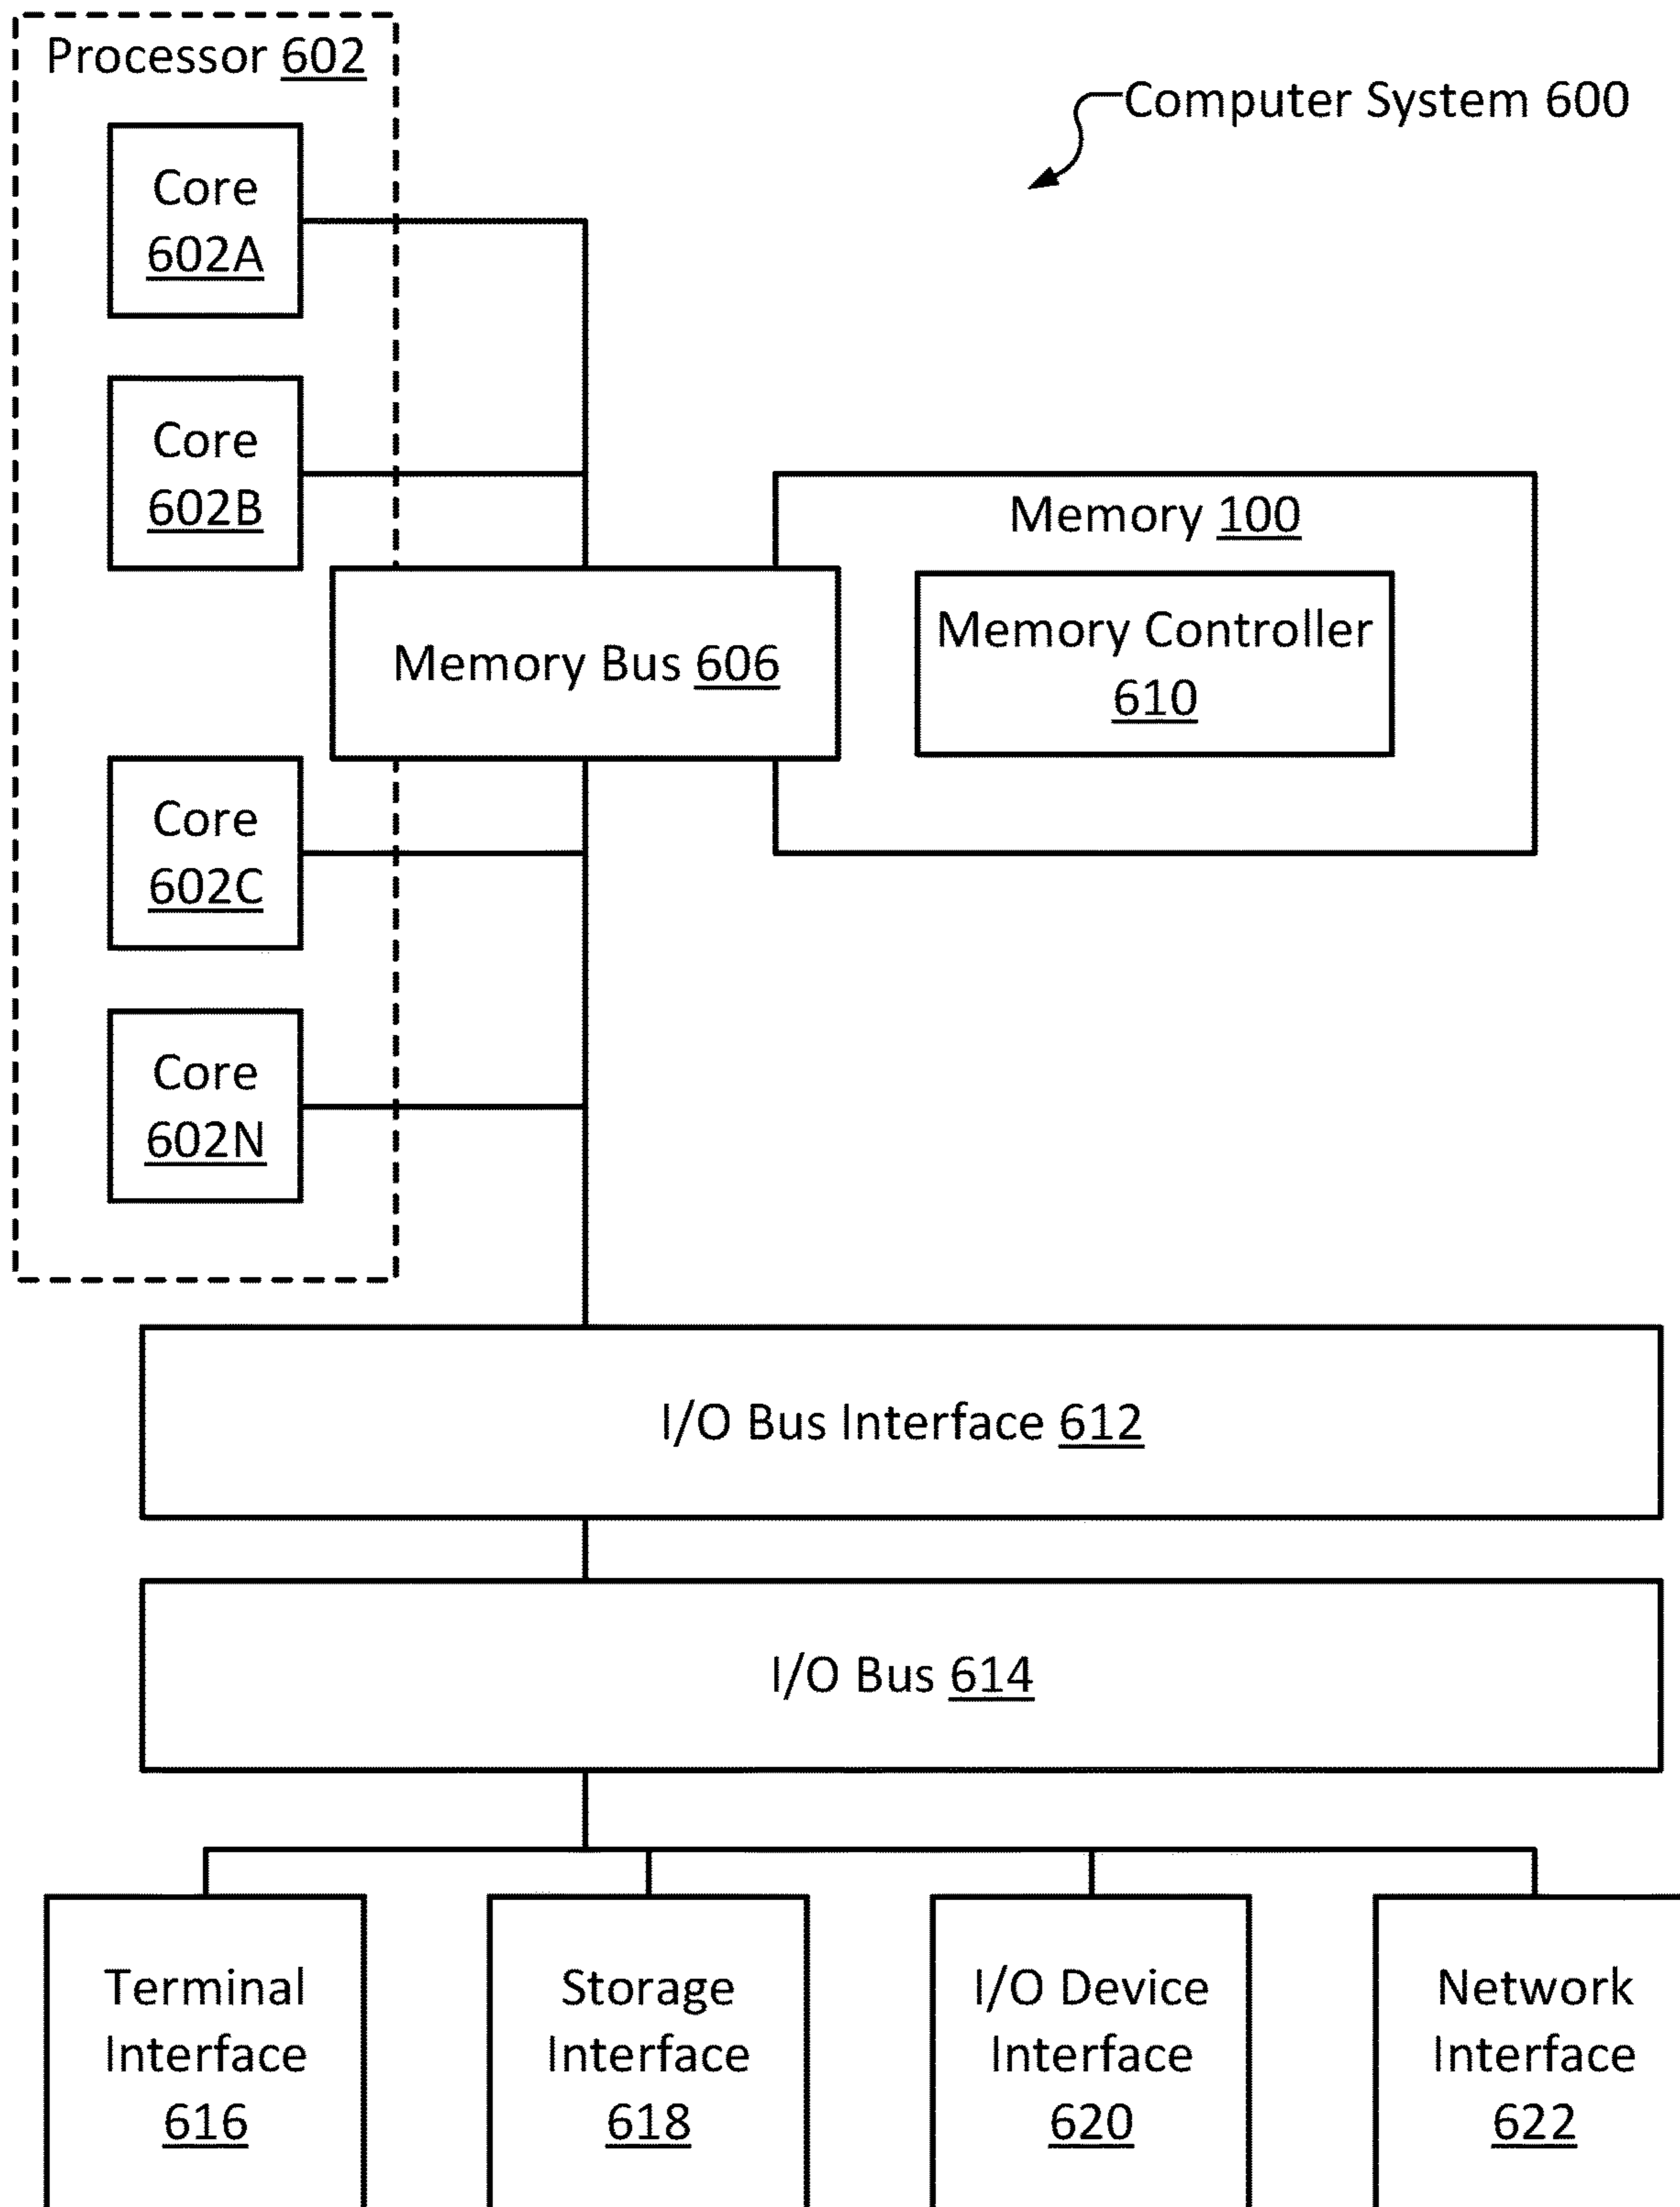 Processor 602
Computer System 600
Core
602A
Core
602B
Memory 100
Memory Controller
610
Memory Bus 606
Core
602C
Core
602N
I/O Bus Interface 612
I/O Bus 614
Terminal
Interface
616
Storage
Interface
618
I/O Device
Interface
620
Network
Interface
622